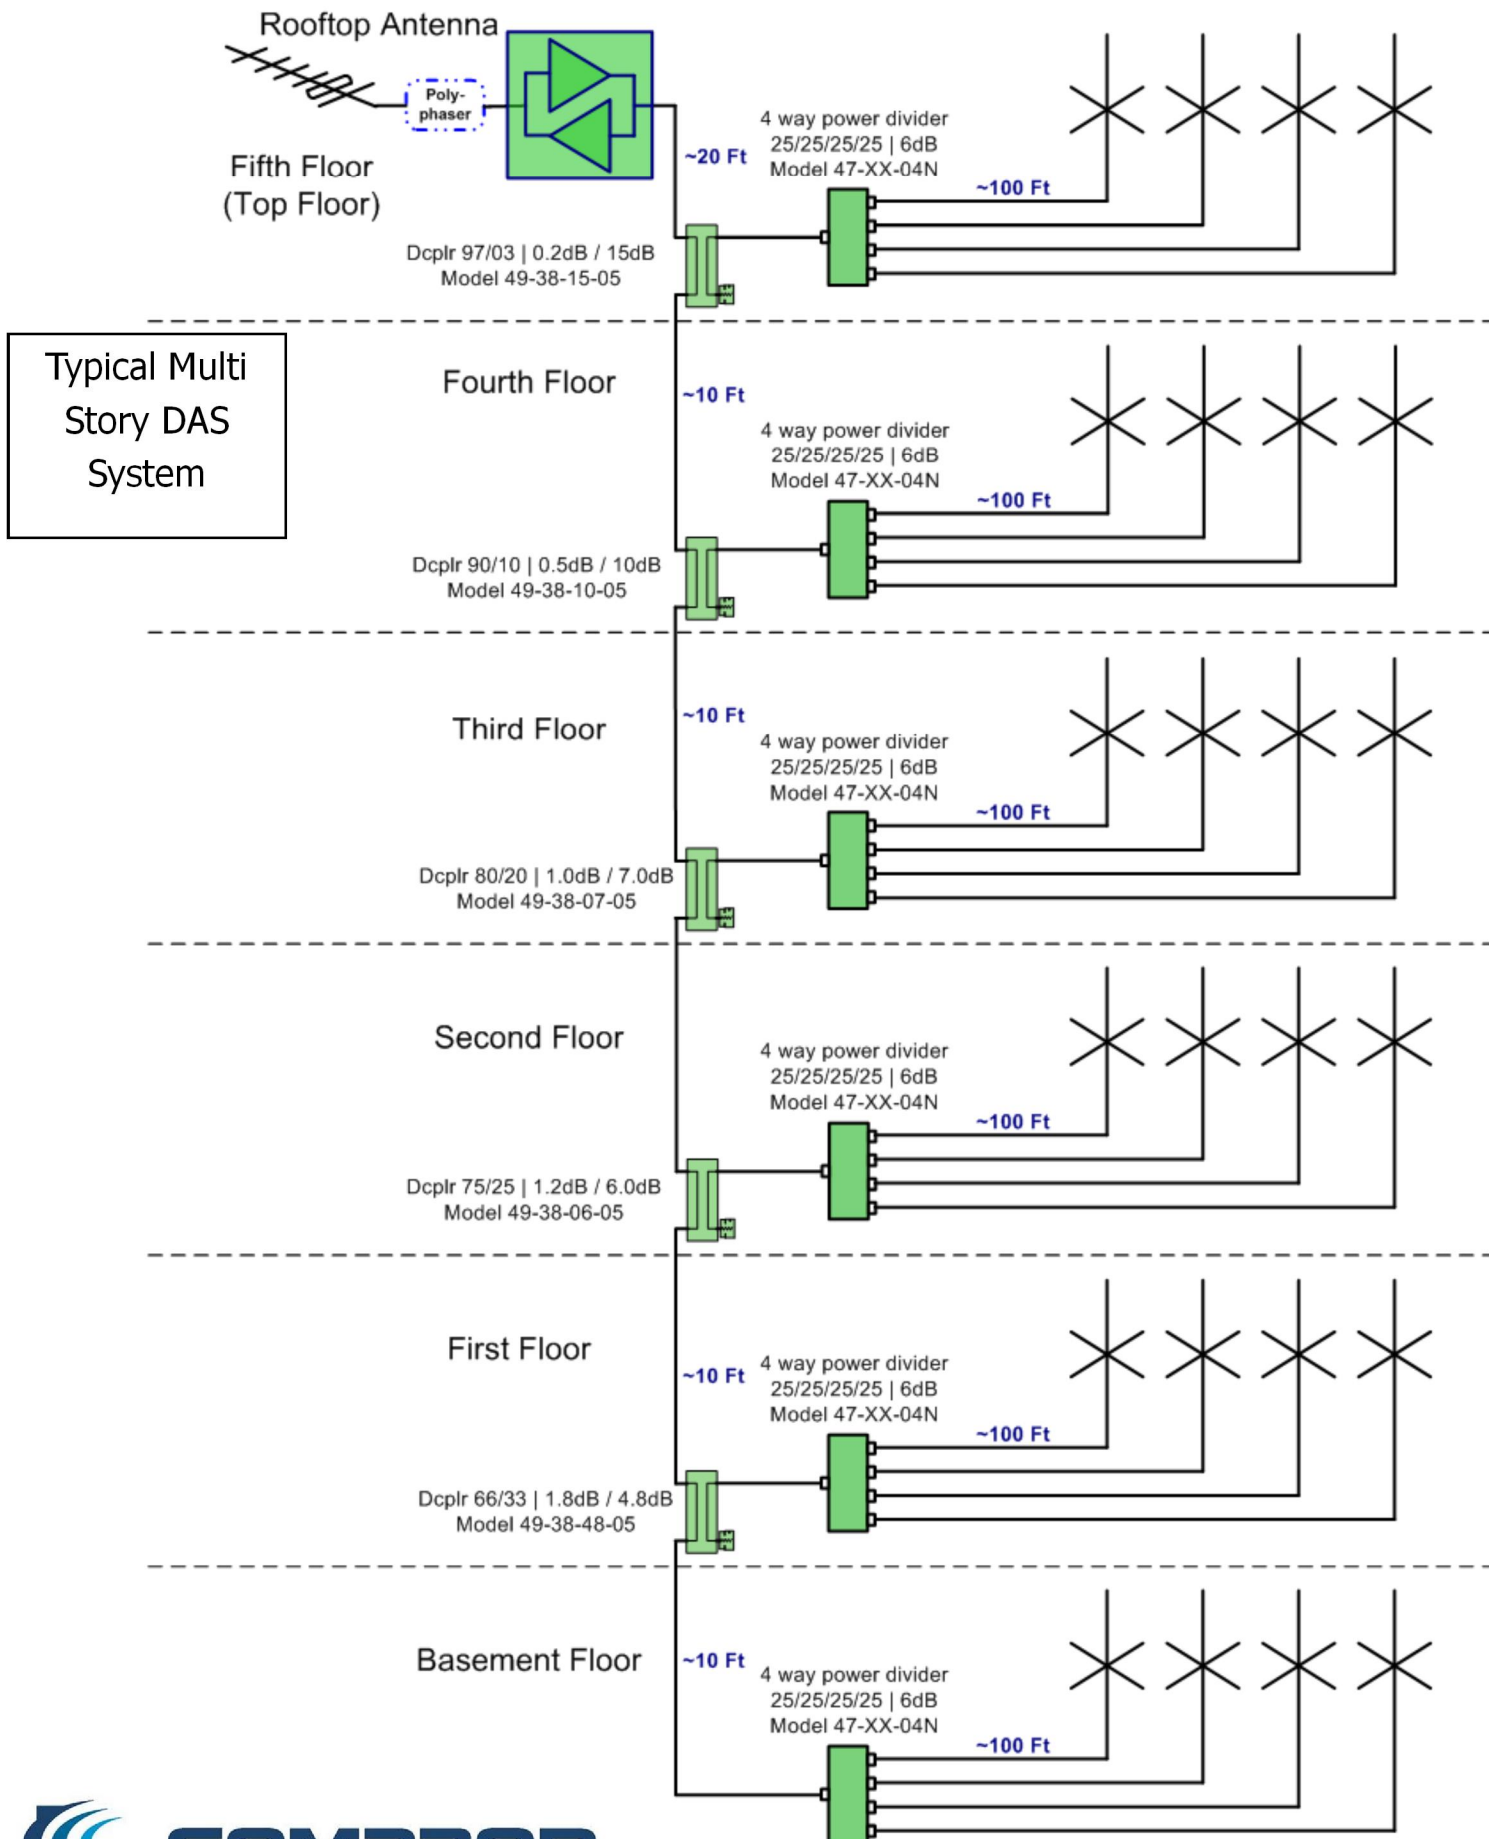 Rooftop Antenna
Poly-
phaser
Fifth Floor
(Top Floor)
~20 Ft
4 way power divider
25/25/25/25 | 6dB
Model 47-XX-04N
~100 Ft
Dcplr 97/03 | 0.2dB / 15dB
Model 49-38-15-05
Typical Multi
Story DAS
System
Fourth Floor
~10 Ft
4 way power divider
25/25/25/25 | 6dB
Model 47-XX-04N
~100 Ft
Dcplr 90/10 | 0.5dB / 10dB
Model 49-38-10-05
Third Floor
~10 Ft
4 way power divider
25/25/25/25 | 6dB
Model 47-XX-04N
~100 Ft
Dcplr 80/20 | 1.0dB / 7.0dB
Model 49-38-07-05
Second Floor
4 way power divider
25/25/25/25 | 6dB
Model 47-XX-04N
~100 Ft
Dcplr 75/25 | 1.2dB / 6.0dB
Model 49-38-06-05
First Floor
~10 Ft
4 way power divider
25/25/25/25 | 6dB
Model 47-XX-04N
~100 Ft
Dcplr 66/33 | 1.8dB / 4.8dB
Model 49-38-48-05
Basement Floor
~10 Ft
4 way power divider
25/25/25/25 | 6dB
Model 47-XX-04N
~100 Ft